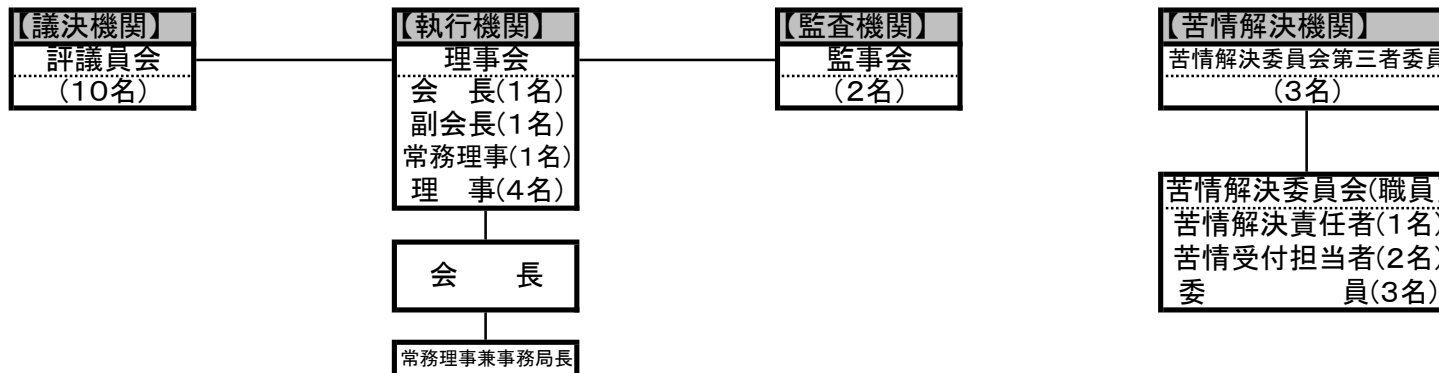 【議決機関】
評議員会
(10名)
【執行機関】
理事会
会　長(1名)
副会長(1名)
常務理事(1名)
理　事(4名)
会　　長
常務理事兼事務局長
【監査機関】
監事会
(2名)
【苦情解決機関】
苦情解決委員会第三者委員
(3名)
苦情解決委員会(職員)
苦情解決責任者(1名)
苦情受付担当者(2名)
委　　　　員(3名)